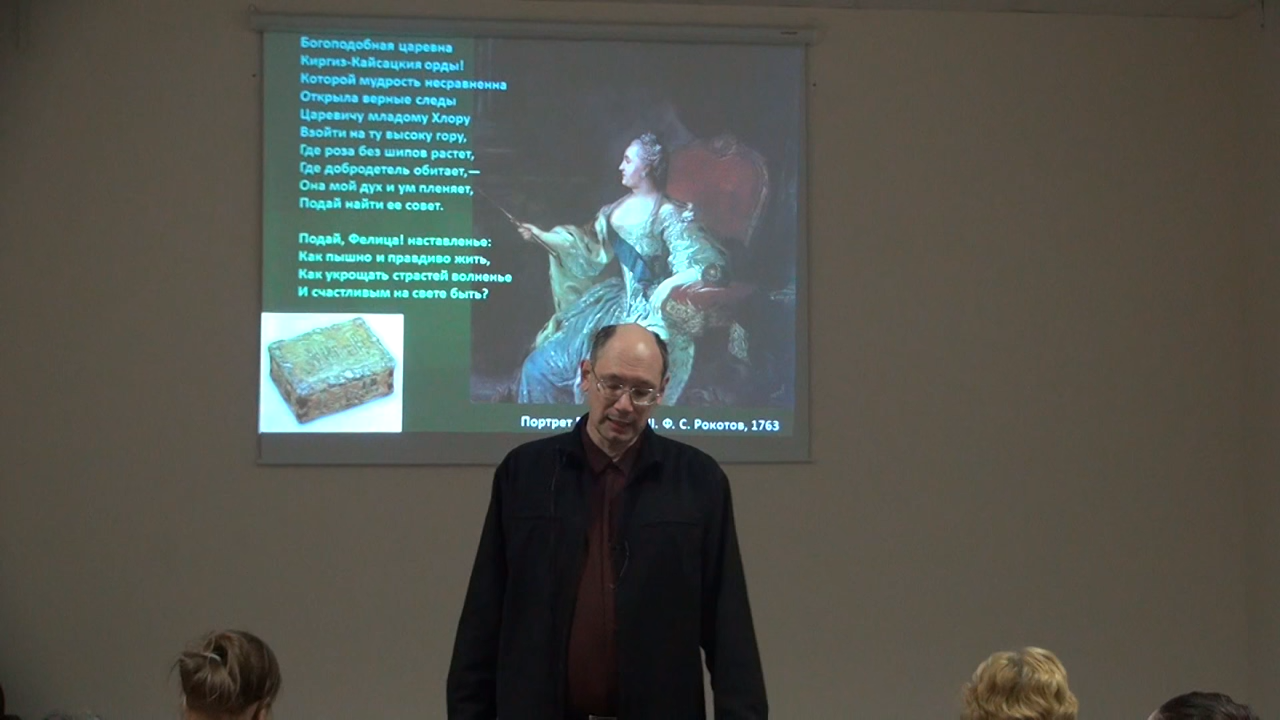 Богоподобная царевна
Киргиз-Кайсацкия орды!
Которой мудрость несравненна
Открыла верные следы
Царевичу младому Хлору
Взойти на ту высоку гору,
Где роза без шипов растет,
Где добродетель обитает,—
Она мой дух и ум пленяет,
Подай найти ее совет.
Подай, Фелица! наставленье:
Как пышно и правдиво жить,
Как укрощать страстей волненье
И счастливым на свете быть?
Портрет I. Ф. С. Рокотов, 1763